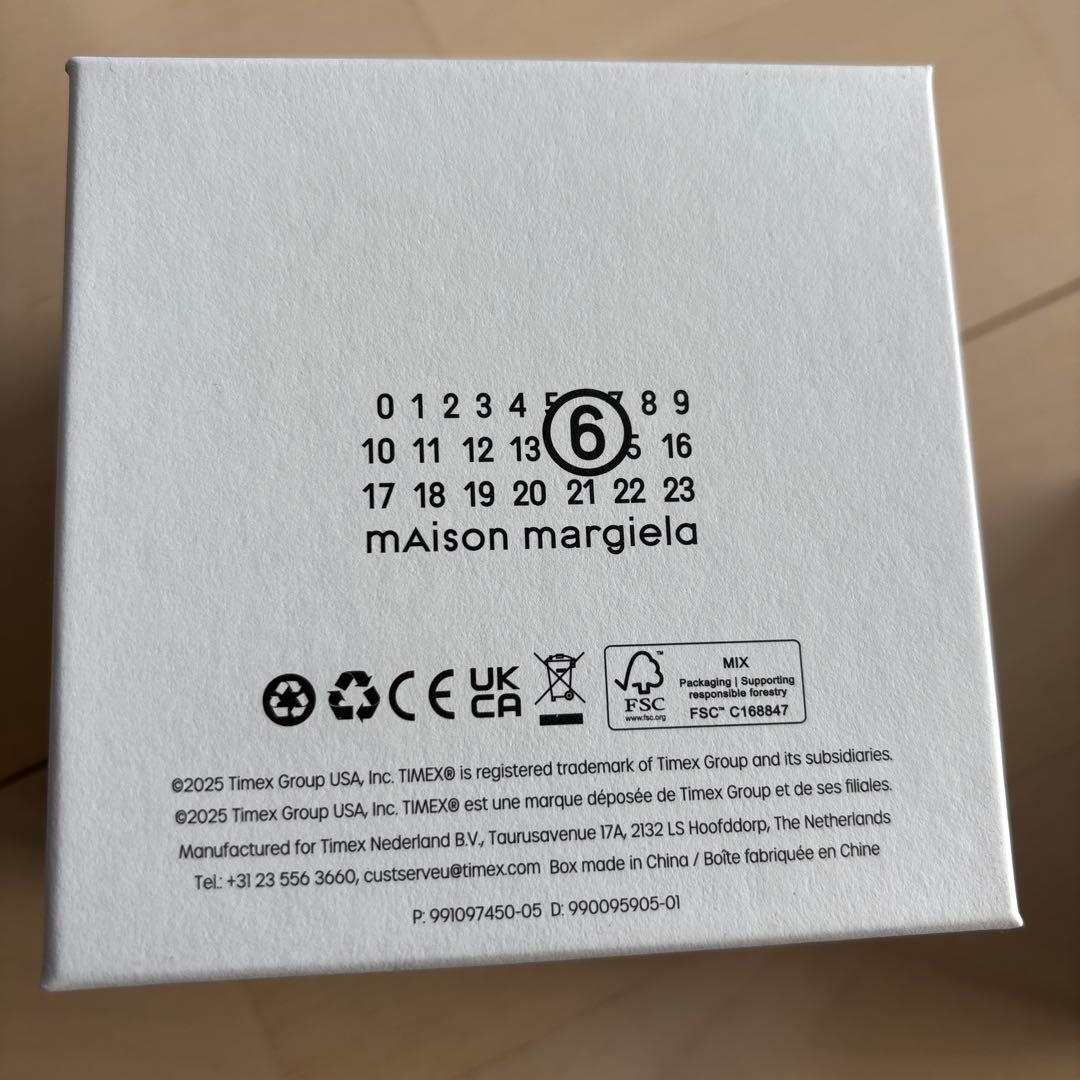 0 1 2 3 4 5 6 7 8 9
10 11 12 13 5 16
17 18 19 20 21 22 23
mAison margiela
CE UK CA
FSC™
www.fsc.org
MIX
Packaging | Supporting
responsible forestry
FSC™ C168847
©2025 Timex Group USA, Inc. TIMEX® is registered trademark of Timex Group and its subsidiaries.
©2025 Timex Group USA, Inc. TIMEX® est une marque déposée de Timex Group et de ses filiales.
Manufactured for Timex Nederland B.V., Taurusavenue 17A, 2132 LS Hoofddorp, The Netherlands
Tel.: +31 23 556 3660, custserveu@timex.com Box made in China / Boîte fabriquée en Chine
P: 991097450-05 D: 990095905-01